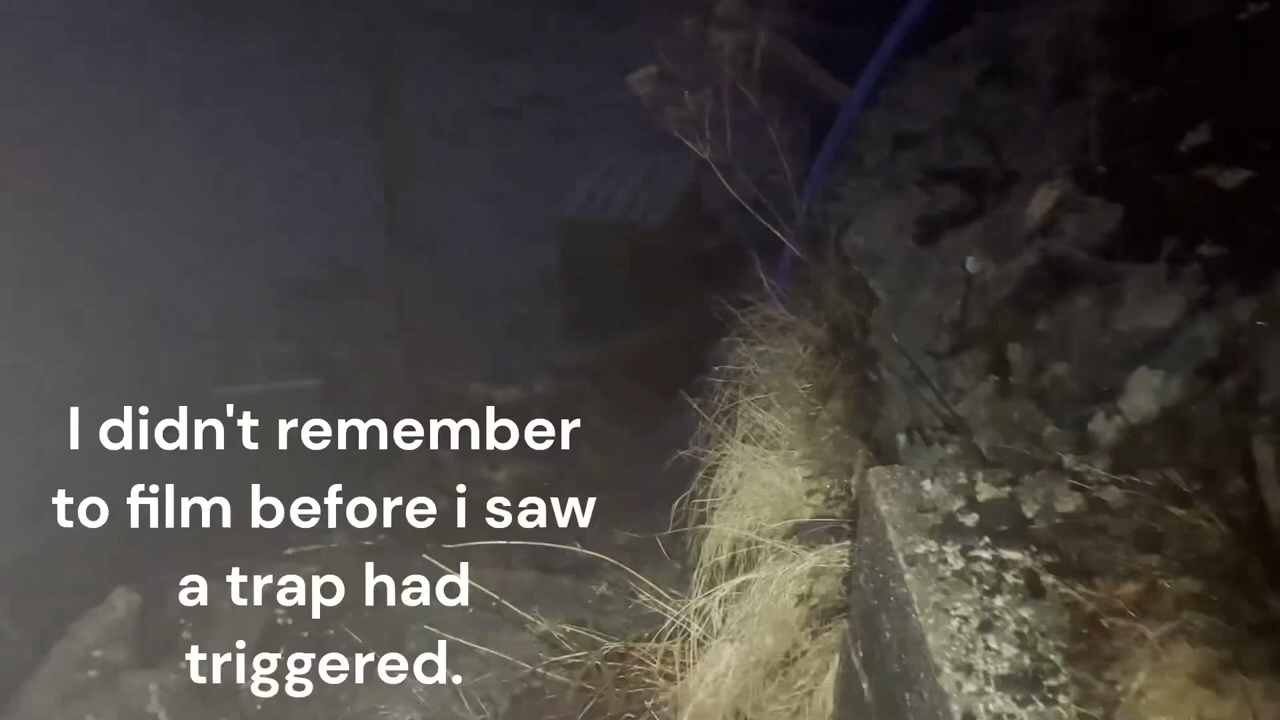 I didn't remember
to film before i saw
a trap had
triggered.